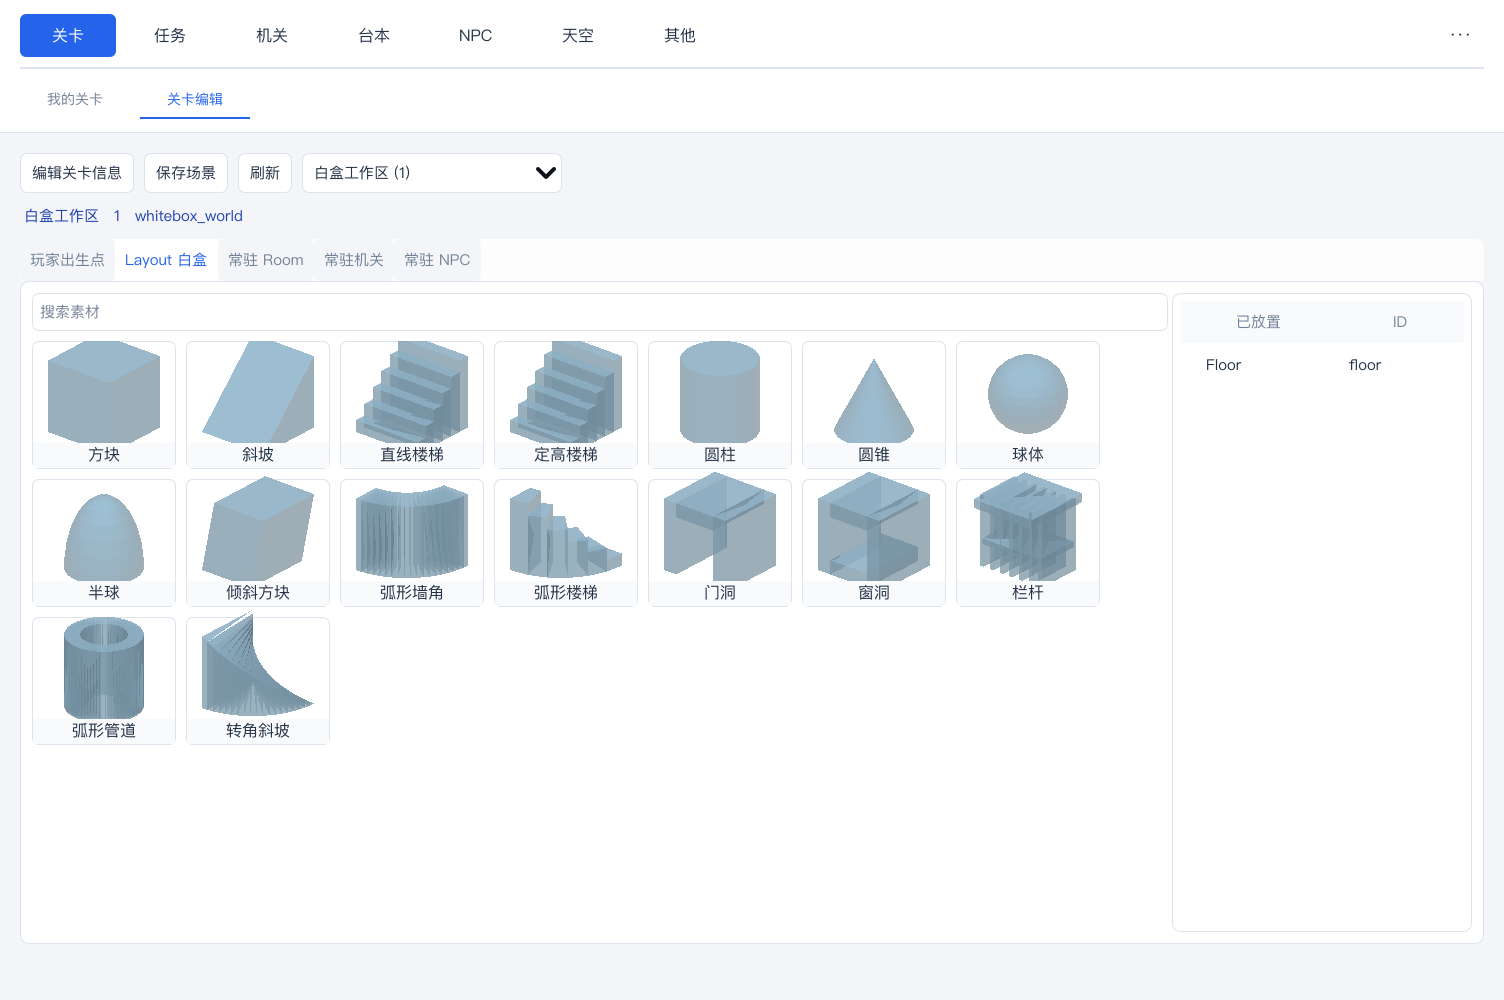 关卡 任务 机关 台本 NPC 天空 其他 ···
我的关卡 关卡编辑
编辑关卡信息 保存场景 刷新 白盒工作区 (1)
白盒工作区 1 whitebox_world
玩家出生点 Layout 白盒 常驻 Room 常驻机关 常驻 NPC
搜索素材
已放置 ID
Floor floor
方块 斜坡 直线楼梯 定高楼梯 圆柱 圆锥 球体
半球 倾斜方块 弧形墙角 弧形楼梯 门洞 窗洞 栏杆
弧形管道 转角斜坡